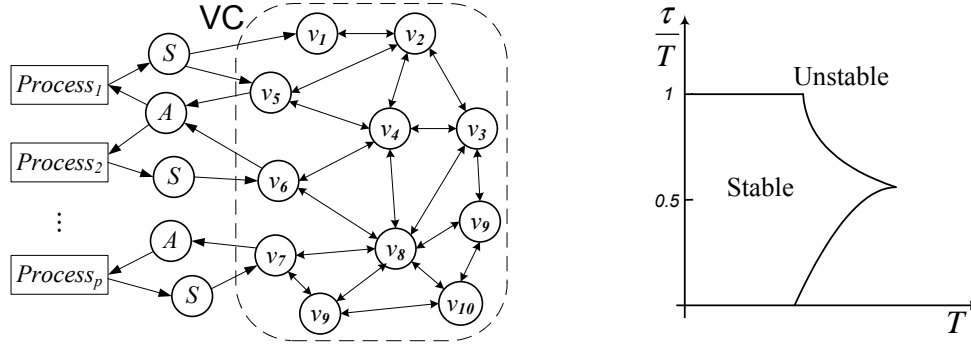 VC
S
v1
v2
Process1
v5
A
v4
v3
Process2
S
v6
...
A
v9
Processp
v7
v8
S
v9
v10
τ
T
Unstable
1
Stable
0.5
T